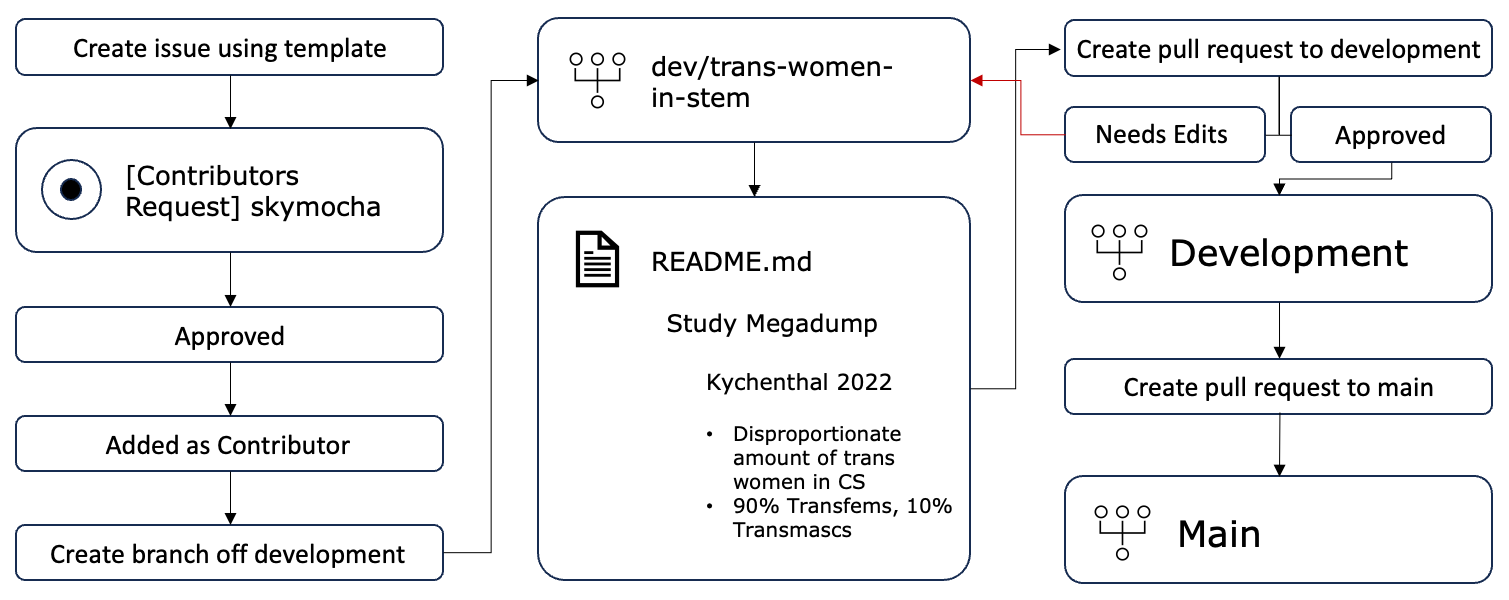 Create issue using template
[Contributors
Request] skymocha
Approved
Added as Contributor
Create branch off development
dev/trans-women-
in-stem
README.md
Study Megadump
Kychenthal 2022
• Disproportionate
amount of trans
women in CS
• 90% Transfems, 10%
Transmascs
Create pull request to development
Needs Edits
Approved
Development
Create pull request to main
Main